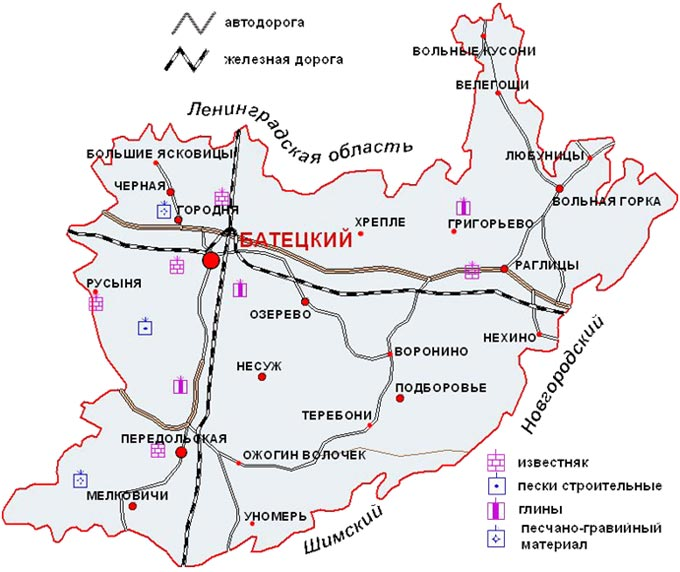 автодорога
железная дорога
ВОЛЬНЫЕ КУСОНИ
ВЕЛЕГОЩИ
Ленинградская область
БОЛЬШИЕ ЯСКОВИЦЫ
ЛЮБУНИЦЫ
ЧЕРНАЯ
ВОЛЬНАЯ ГОРКА
ГОРОДНЯ
ХРЕПЛЕ
ГРИГОРЬЕВО
БАТЕЦКИЙ
РАГЛИЦЫ
РУСЫНЯ
ОЗЕРЕВО
НЕХИНО
Новгородский
ВОРОНИНО
НЕСУЖ
ПОДБОРОВЬЕ
ТЕРЕБОНИ
ПЕРЕДОЛЬСКАЯ
ОЖОГИН ВОЛОЧЕК
МЕЛКОВИЧИ
УНОМЕРЬ
Шимский
известняк
пески строительные
глины
песчано-гравийный
материал